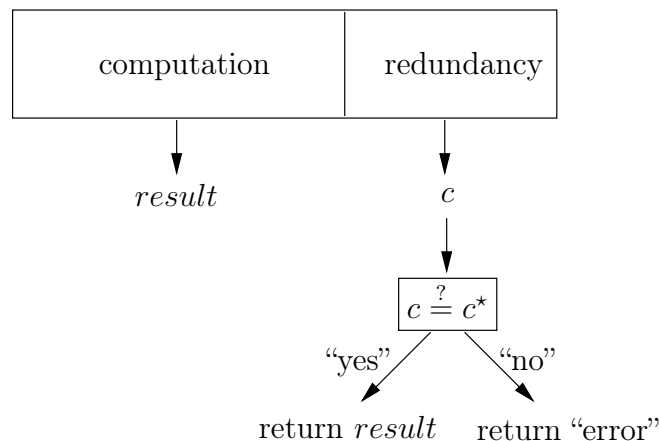 computation redundancy
result c
c ?= c⋆
“yes” “no”
return result return “error”